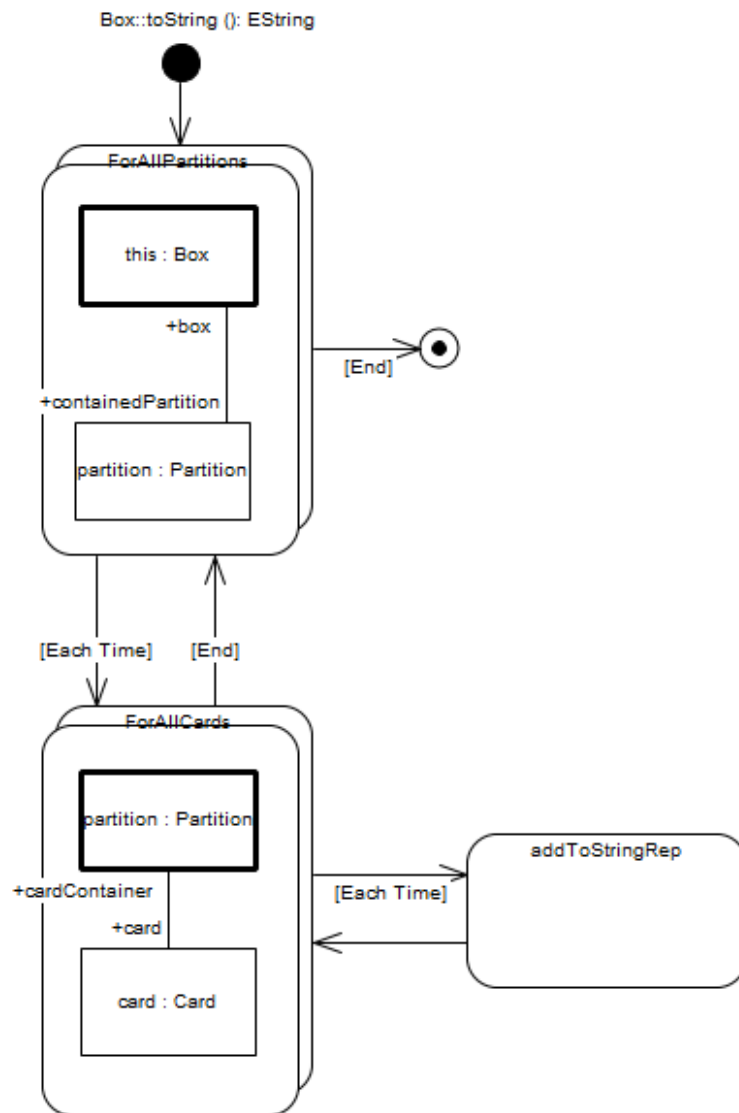 Box::toString (): EString
ForAllPartitions
this : Box
+box
[End]
+containedPartition
partition : Partition
[Each Time]
[End]
ForAllCards
partition : Partition
addToStringRep
+cardContainer
[Each Time]
+card
card : Card